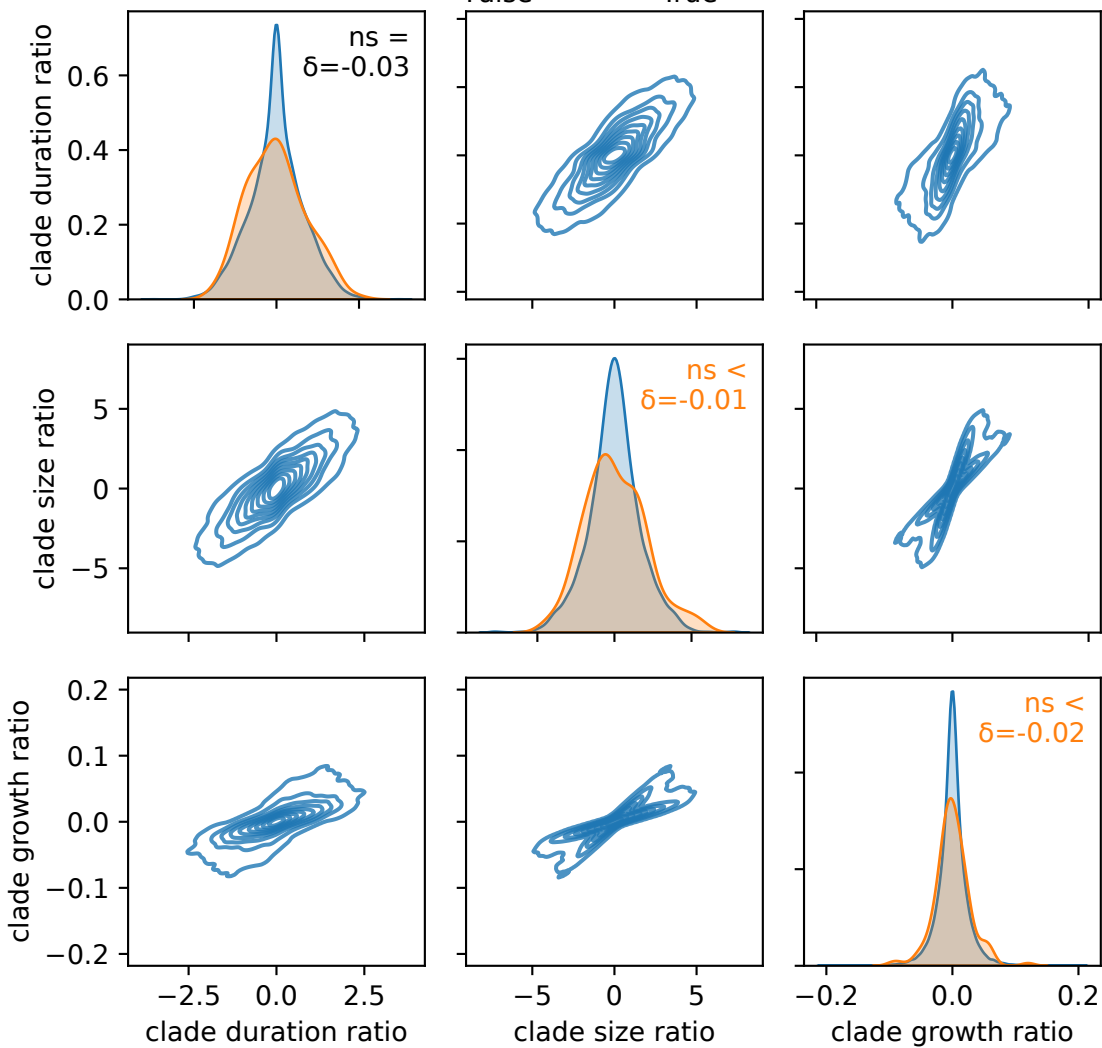 clade duration ratio
0.6
0.4
0.2
0.0
ns =
δ=-0.03
clade size ratio
5
0
−5
ns <
δ=-0.01
clade growth ratio
0.2
0.1
0.0
−0.1
−0.2
ns <
δ=-0.02
−2.5 0.0 2.5
−5 0 5
−0.2 0.0 0.2
clade duration ratio
clade size ratio
clade growth ratio